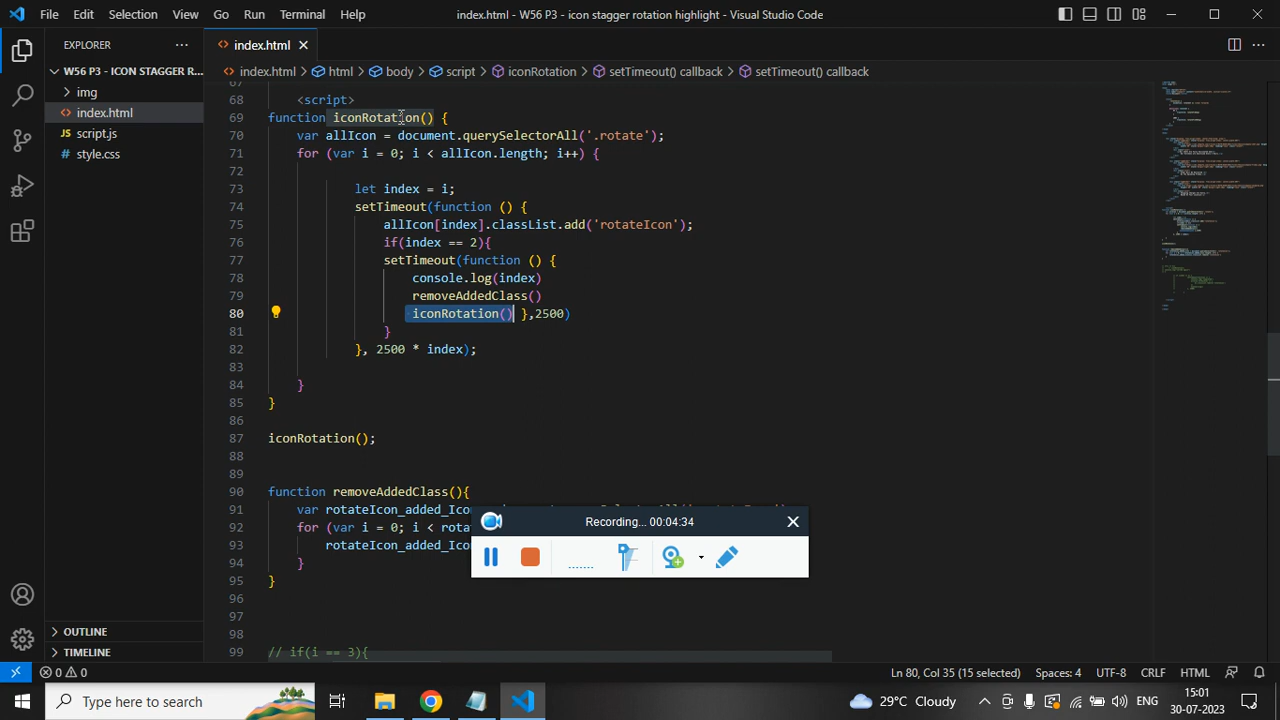 File Edit Selection View Go Run Terminal Help
index.html - W56 P3 - icon stagger rotation highlight - Visual Studio Code
EXPLORER
W56 P3 - ICON STAGGER R...
img
index.html
script.js
style.css
OUTLINE
TIMELINE
index.html
index.html > html > body > script > iconRotation > setTimeout() callback > setTimeout() callback
68 <script>
69 function iconRotation() {
70 var allIcon = document.querySelectorAll('.rotate');
71 for (var i = 0; i < allIcon.length; i++) {
72
73 let index = i;
74 setTimeout(function () {
75 allIcon[index].classList.add('rotateIcon');
76 if(index == 2){
77 setTimeout(function () {
78 console.log(index)
79 removeAddedClass()
80 iconRotation() },2500)
81 }
82 }, 2500 * index);
83
84 }
85 }
86
87 iconRotation();
88
89
90 function removeAddedClass(){
91 var rotateIcon_added_Ico
92 for (var i = 0; i < rota
93 rotateIcon_added_Ico
94 }
95 }
96
97
98
99 // if(i == 3){
Recording... 00:04:34
0 0
Ln 80, Col 35 (15 selected) Spaces: 4 UTF-8 CRLF HTML
Type here to search
29°C Cloudy
ENG
15:01
30-07-2023